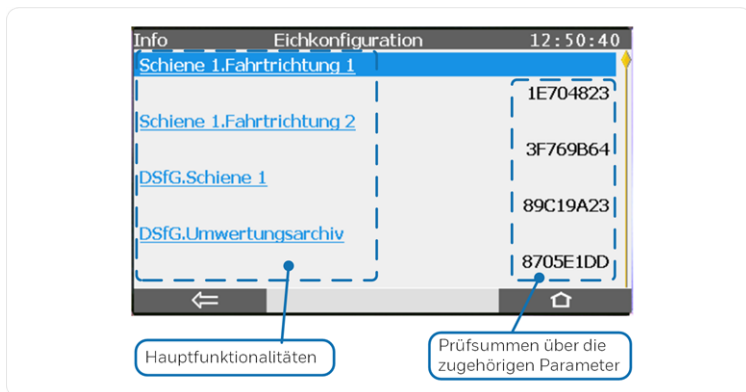 Info Eichkonfiguration 12:50:40
Schiene 1.Fahrtrichtung 1
1E704823
Schiene 1.Fahrtrichtung 2
3F769B64
DSfG.Schiene 1
89C19A23
DSfG.Umwertungsarchiv
8705E1DD
Hauptfunktionalitäten
Prüfsummen über die
zugehörigen Parameter